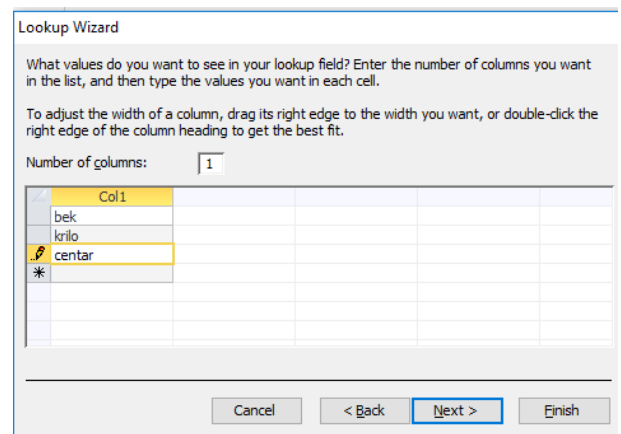 Lookup Wizard
What values do you want to see in your lookup field? Enter the number of columns you want
in the list, and then type the values you want in each cell.
To adjust the width of a column, drag its right edge to the width you want, or double-click the
right edge of the column heading to get the best fit.
Number of columns: 1
Col1
bek
krilo
centar
Cancel < Back Next > Finish